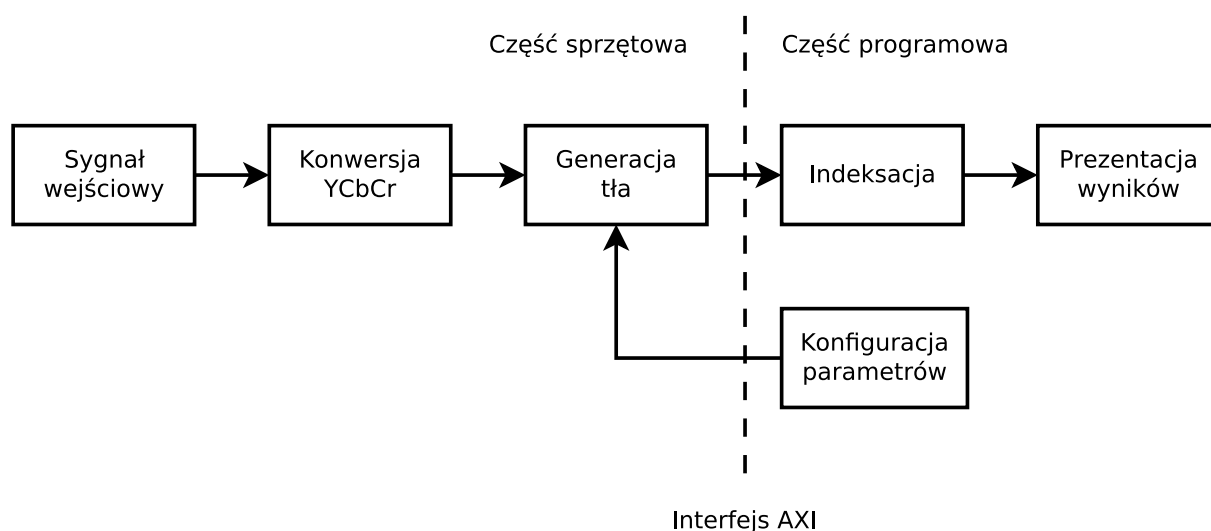 Część sprzętowa
Część programowa
Sygnał
wejściowy
Konwersja
YCbCr
Generacja
tła
Indeksacja
Prezentacja
wyników
Konfiguracja
parametrów
Interfejs AXI